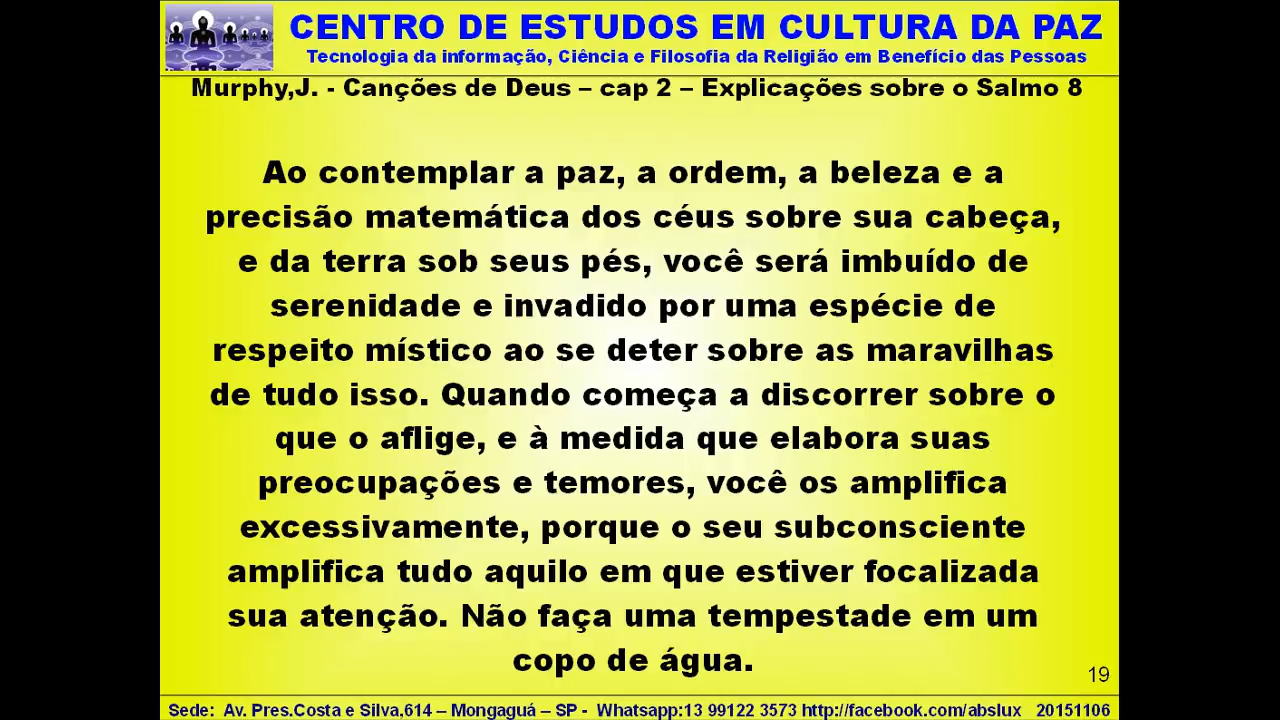 CENTRO DE ESTUDOS EM CULTURA DA PAZ
Tecnologia da informação, Ciência e Filosofia da Religião em Benefício das Pessoas
Murphy,J. - Canções de Deus – cap 2 – Explicações sobre o Salmo 8
Ao contemplar a paz, a ordem, a beleza e a
precisão matemática dos céus sobre sua cabeça,
e da terra sob seus pés, você será imbuído de
serenidade e invadido por uma espécie de
respeito místico ao se deter sobre as maravilhas
de tudo isso. Quando começa a discorrer sobre o
que o aflige, e à medida que elabora suas
preocupações e temores, você os amplifica
excessivamente, porque o seu subconsciente
amplifica tudo aquilo em que estiver focalizada
sua atenção. Não faça uma tempestade em um
copo de água.
19
Sede: Av. Pres.Costa e Silva,614 – Mongaguá – SP - Whatsapp:13 99122 3573 http://facebook.com/abslux 20151106